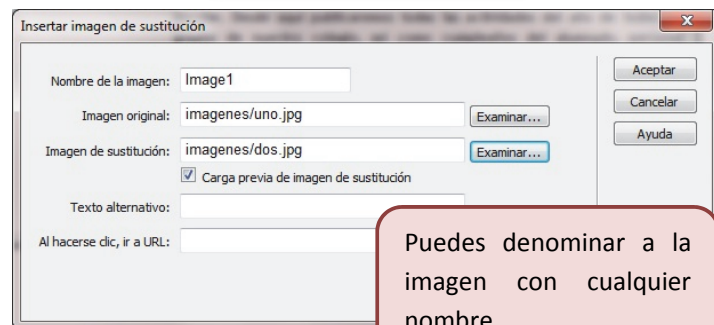 Insertar imagen de sustitución
Nombre de la imagen: Image1
Imagen original: imagenes/uno.jpg Examinar...
Imagen de sustitución: imagenes/dos.jpg Examinar...
Carga previa de imagen de sustitución
Texto alternativo:
Al hacerse clic, ir a URL:
Aceptar
Cancelar
Ayuda
Puedes denominar a la
imagen con cualquier
nombre